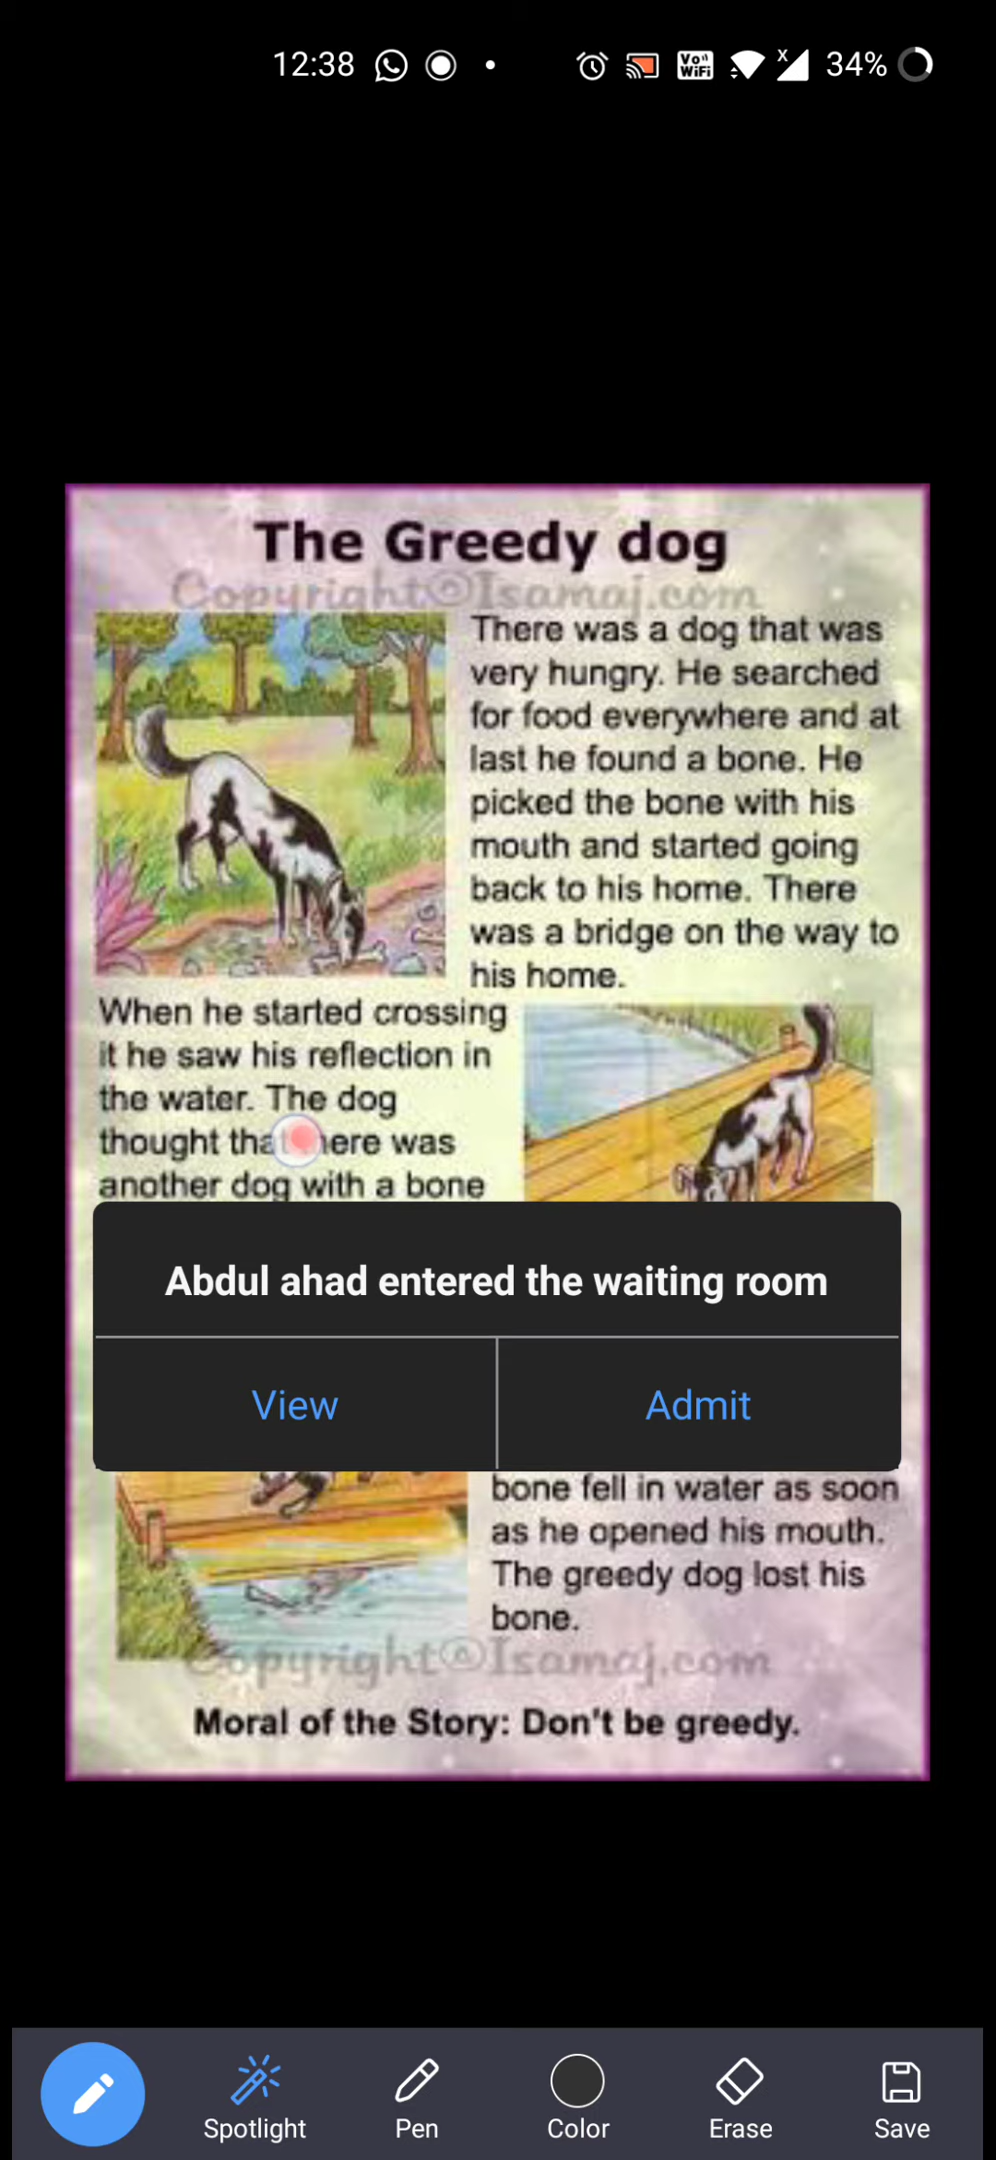 12:38
Vo))
WiFi
X
34%
The Greedy dog
Copyright©Isamaj.com
There was a dog that was
very hungry. He searched
for food everywhere and at
last he found a bone. He
picked the bone with his
mouth and started going
back to his home. There
was a bridge on the way to
his home.
When he started crossing
it he saw his reflection in
the water. The dog
thought that here was
another dog with a bone
Abdul ahad entered the waiting room
View
Admit
bone fell in water as soon
as he opened his mouth.
The greedy dog lost his
bone.
Copyright©Isamaj.com
Moral of the Story: Don't be greedy.
Spotlight
Pen
Color
Erase
Save